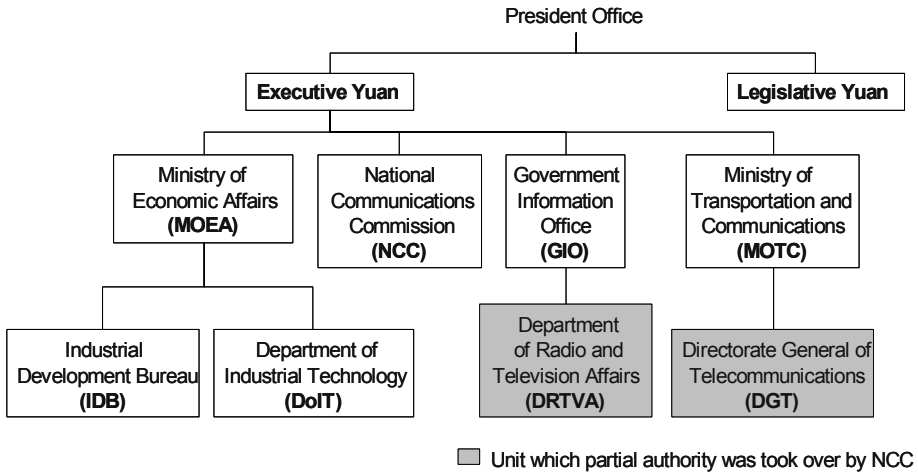 President Office
Executive Yuan
Legislative Yuan
Ministry of
Economic Affairs
(MOEA)
National
Communications
Commission
(NCC)
Government
Information
Office
(GIO)
Ministry of
Transportation and
Communications
(MOTC)
Industrial
Development Bureau
(IDB)
Department of
Industrial Technology
(DoIT)
Department
of Radio and
Television Affairs
(DRTVA)
Directorate General of
Telecommunications
(DGT)
Unit which partial authority was took over by NCC